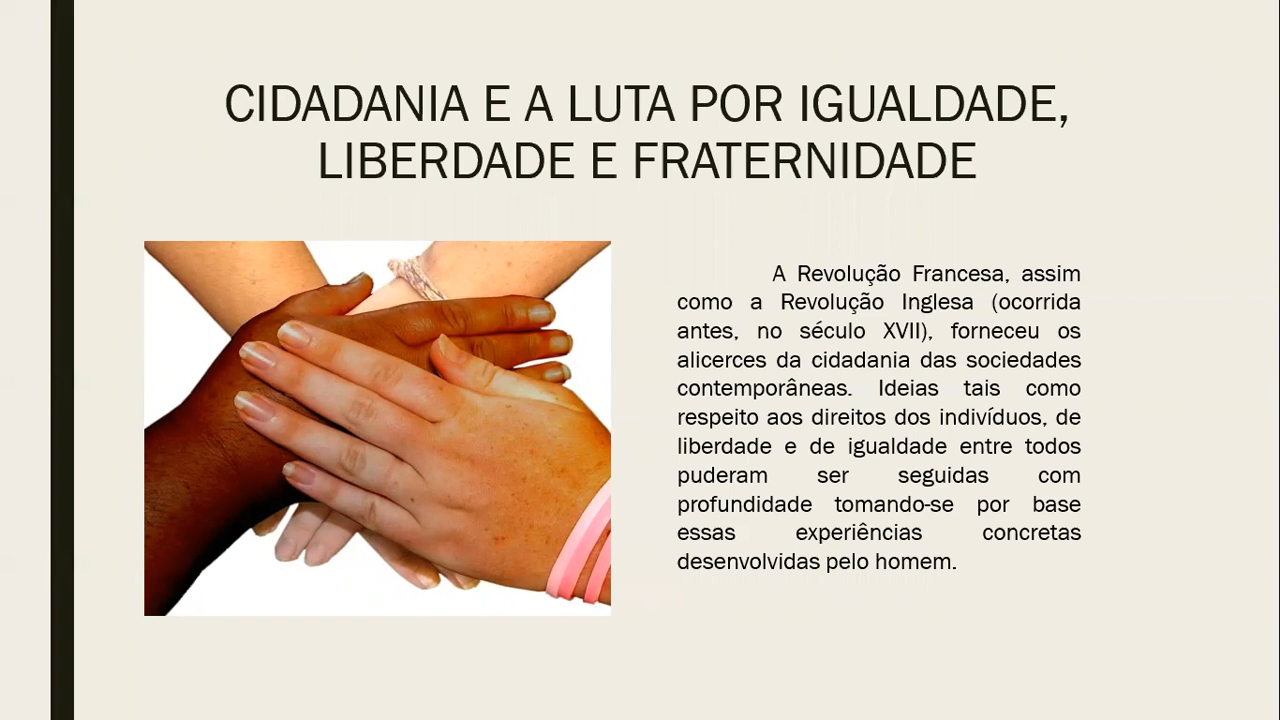 CIDADANIA E A LUTA POR IGUALDADE,
LIBERDADE E FRATERNIDADE
A Revolução Francesa, assim
como a Revolução Inglesa (ocorrida
antes, no século XVII), forneceu os
alicerces da cidadania das sociedades
contemporâneas. Ideias tais como
respeito aos direitos dos indivíduos, de
liberdade e de igualdade entre todos
puderam ser seguidas com
profundidade tomando-se por base
essas experiências concretas
desenvolvidas pelo homem.